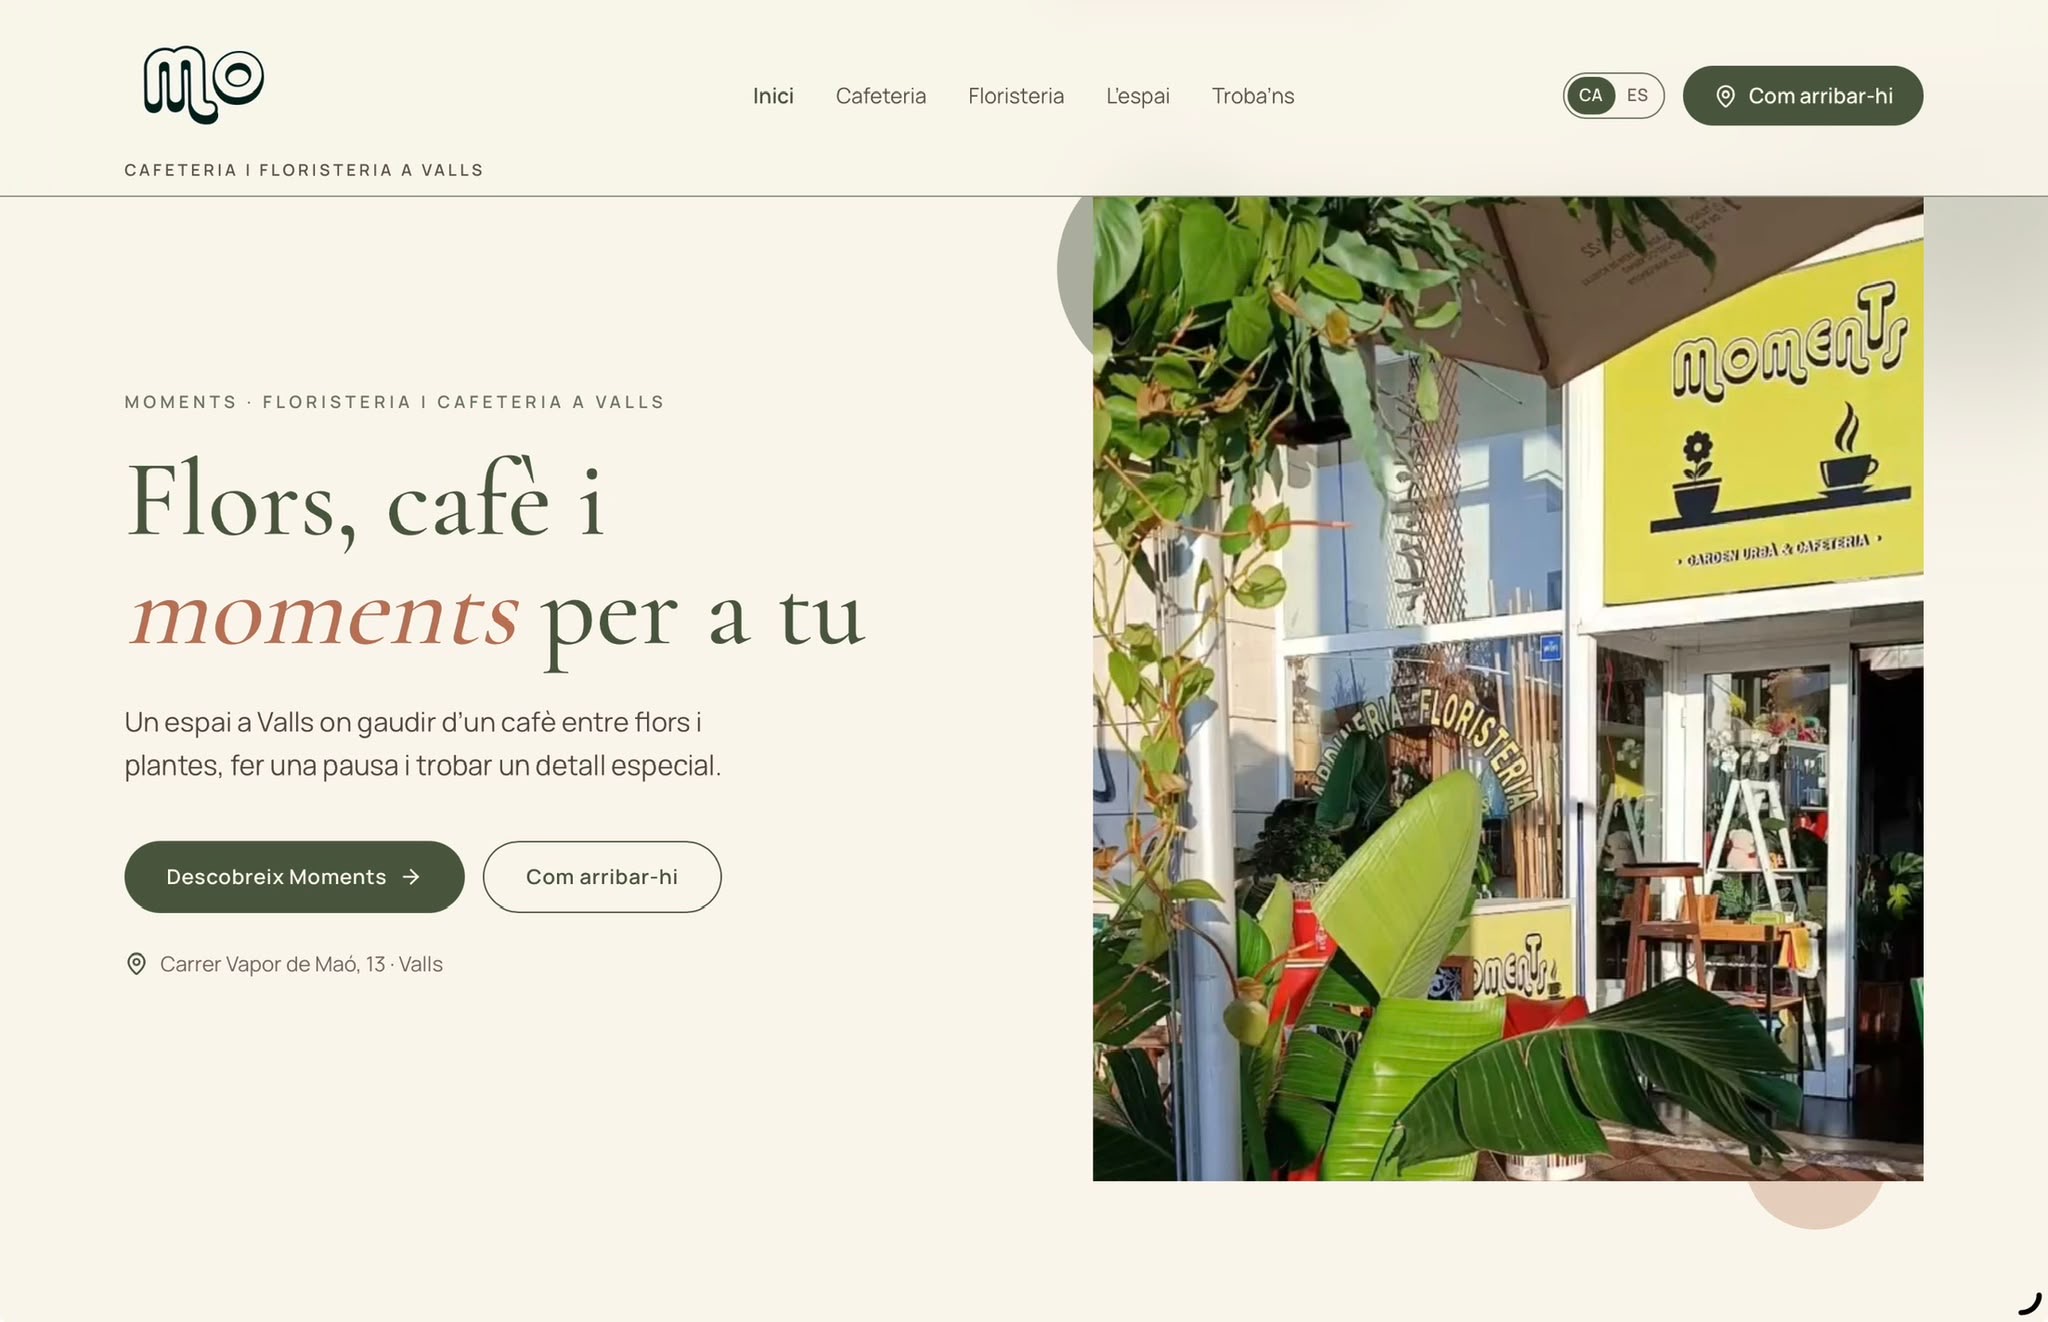 mo
CAFETERIA I FLORISTERIA A VALLS
Inici
Cafeteria
Floristeria
L'espai
Troba'ns
CA
ES
Com arribar-hi
MOMENTS · FLORISTERIA I CAFETERIA A VALLS
Flors, cafè i
moments per a tu
Un espai a Valls on gaudir d'un cafè entre flors i
plantes, fer una pausa i trobar un detall especial.
Descobreix Moments →
Com arribar-hi
Carrer Vapor de Maó, 13 · Valls
momenTs
· GARDEN URBÀ & CAFETERIA ·
FLORISTERIA